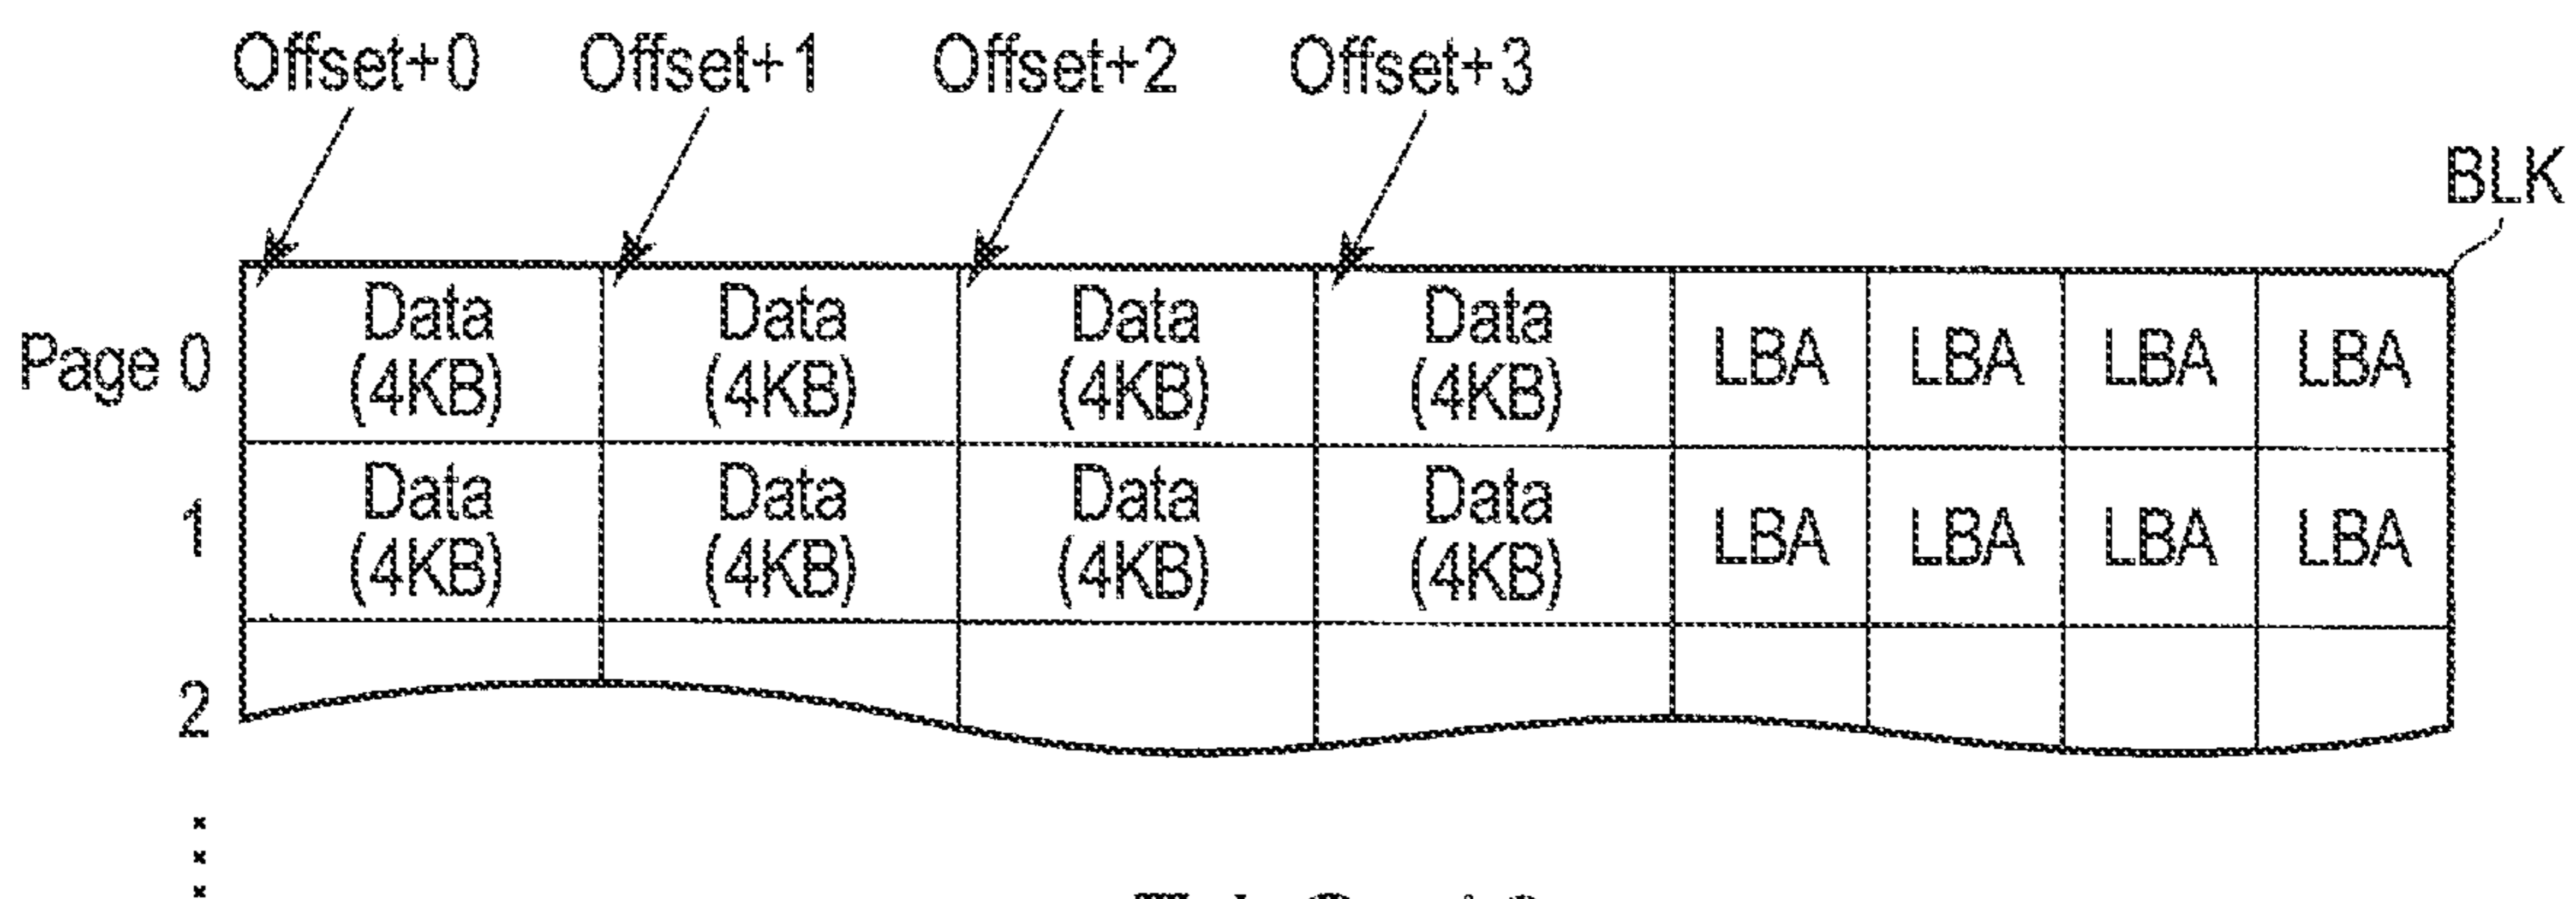 Offset+0 Offset+1 Offset+2 Offset+3
BLK
Page 0 Data (4KB) Data (4KB) Data (4KB) Data (4KB) LBA LBA LBA LBA
1 Data (4KB) Data (4KB) Data (4KB) Data (4KB) LBA LBA LBA LBA
2